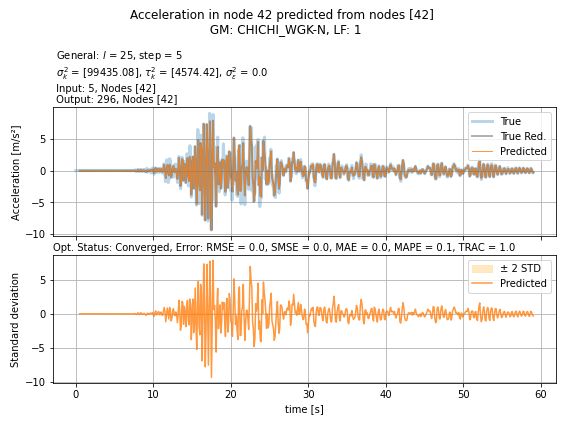 Acceleration in node 42 predicted from nodes [42]
GM: CHICHI_WGK-N, LF: 1
General: l = 25, step = 5
σ²ₖ = [99435.08], τ²ₖ = [4574.42], σ²ε = 0.0
Input: 5, Nodes [42]
Output: 296, Nodes [42]
Acceleration [m/s²]
5
0
−5
−10
True
True Red.
Predicted
Opt. Status: Converged, Error: RMSE = 0.0, SMSE = 0.0, MAE = 0.0, MAPE = 0.1, TRAC = 1.0
Standard deviation
5
0
−5
−10
± 2 STD
Predicted
0 10 20 30 40 50 60
time [s]